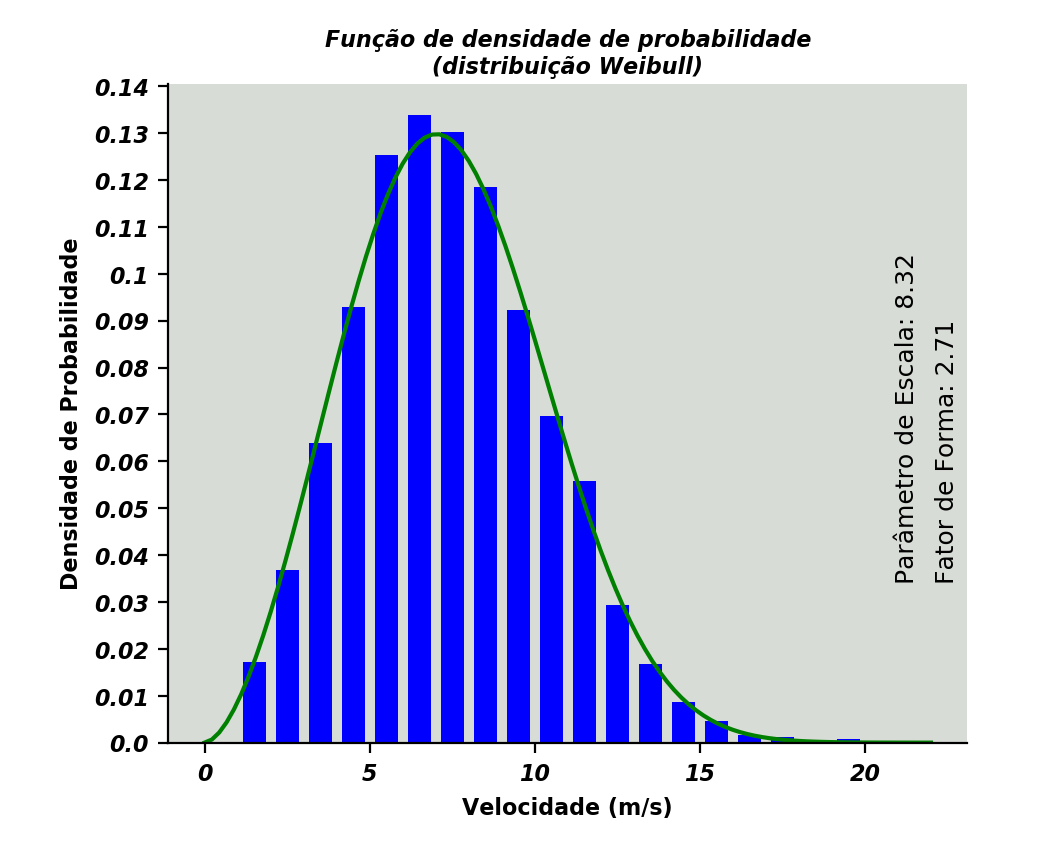 Função de densidade de probabilidade
(distribuição Weibull)
0.14
0.13
0.12
0.11
0.1
0.09
0.08
0.07
0.06
0.05
0.04
0.03
0.02
0.01
0.0
Densidade de Probabilidade
Parâmetro de Escala: 8.32
Fator de Forma: 2.71
0 5 10 15 20
Velocidade (m/s)